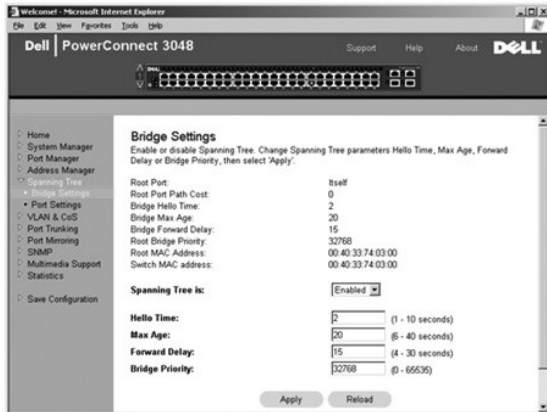 Welcome! - Microsoft Internet Explorer
File Edit View Favorites Tools Help
Dell PowerConnect 3048
Support Help About DELL
Home
System Manager
Port Manager
Address Manager
Spanning Tree
Bridge Settings
Port Settings
VLAN & CoS
Port Trunking
Port Mirroring
SNMP
Multimedia Support
Statistics
Save Configuration
Bridge Settings
Enable or disable Spanning Tree. Change Spanning Tree parameters Hello Time, Max Age, Forward
Delay or Bridge Priority, then select 'Apply'.
Root Port: Itself
Root Port Path Cost: 0
Bridge Hello Time: 2
Bridge Max Age: 20
Bridge Forward Delay: 15
Root Bridge Priority: 32768
Root MAC Address: 00:40:33:74:03:00
Switch MAC address: 00:40:33:74:03:00
Spanning Tree is: Enabled
Hello Time: 2 (1 - 10 seconds)
Max Age: 20 (6 - 40 seconds)
Forward Delay: 15 (4 - 30 seconds)
Bridge Priority: 32768 (0 - 65535)
Apply Reload